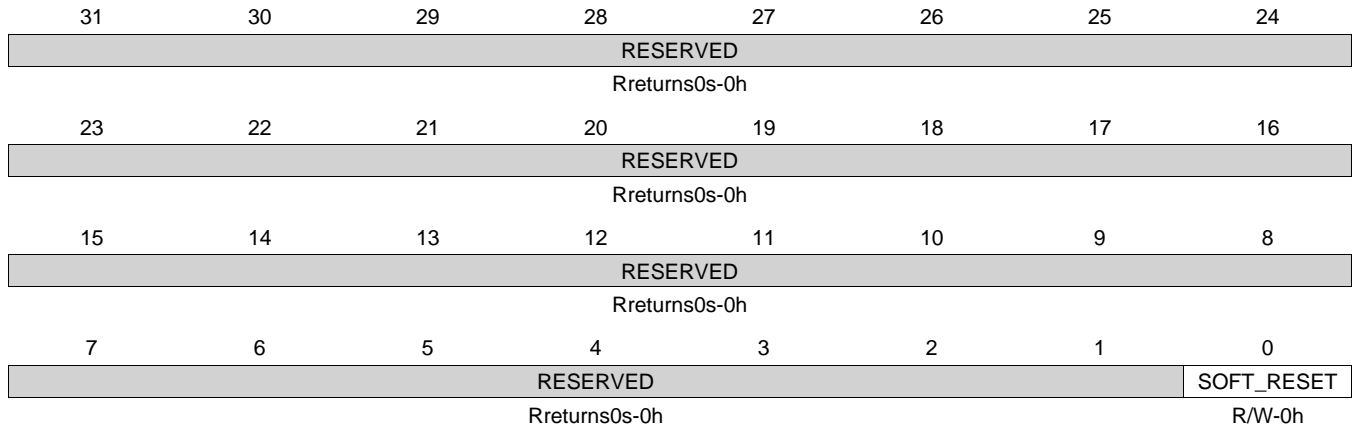 31 30 29 28 27 26 25 24
RESERVED
Rreturns0s-0h
23 22 21 20 19 18 17 16
RESERVED
Rreturns0s-0h
15 14 13 12 11 10 9 8
RESERVED
Rreturns0s-0h
7 6 5 4 3 2 1 0
RESERVED SOFT_RESET
Rreturns0s-0h R/W-0h